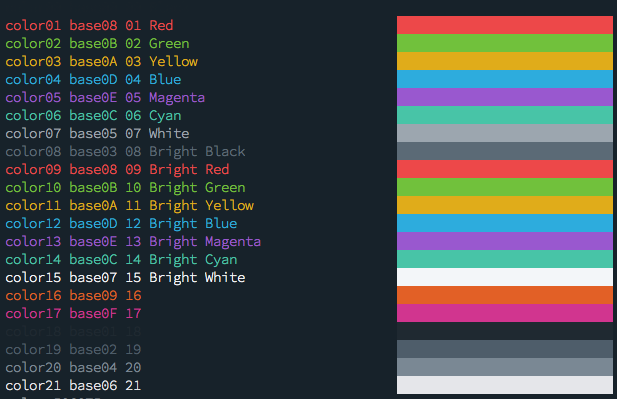 color01 base08 01 Red
color02 base0B 02 Green
color03 base0A 03 Yellow
color04 base0D 04 Blue
color05 base0E 05 Magenta
color06 base0C 06 Cyan
color07 base05 07 White
color08 base03 08 Bright Black
color09 base08 09 Bright Red
color10 base0B 10 Bright Green
color11 base0A 11 Bright Yellow
color12 base0D 12 Bright Blue
color13 base0E 13 Bright Magenta
color14 base0C 14 Bright Cyan
color15 base07 15 Bright White
color16 base09 16
color17 base0F 17
color18 base01 18
color19 base02 19
color20 base04 20
color21 base06 21